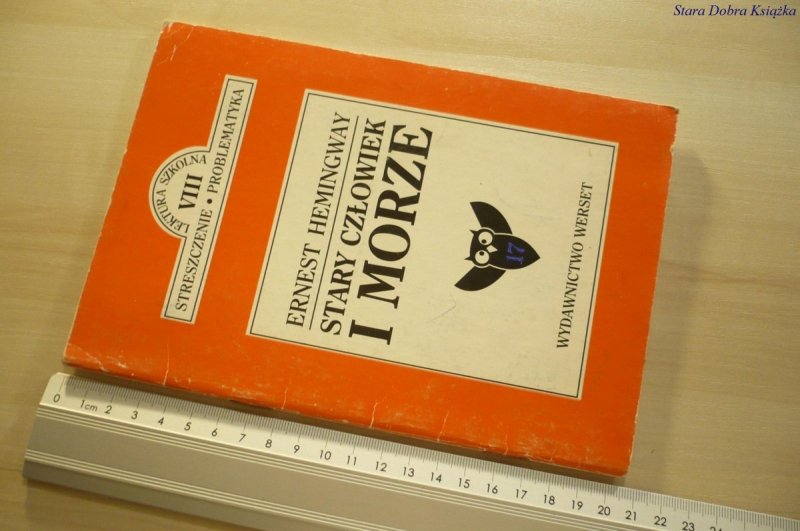 Stara Dobra Książka
LEKTURA SZKOLNA
VIII
STRESZCZENIE • PROBLEMATYKA
ERNEST HEMINGWAY
STARY CZŁOWIEK
I MORZE
17
WYDAWNICTWO WERSET
0 1cm 2 3 4 5 6 7 8 9 10 11 12 13 14 15 16 17 18 19 20 21 22 23 24